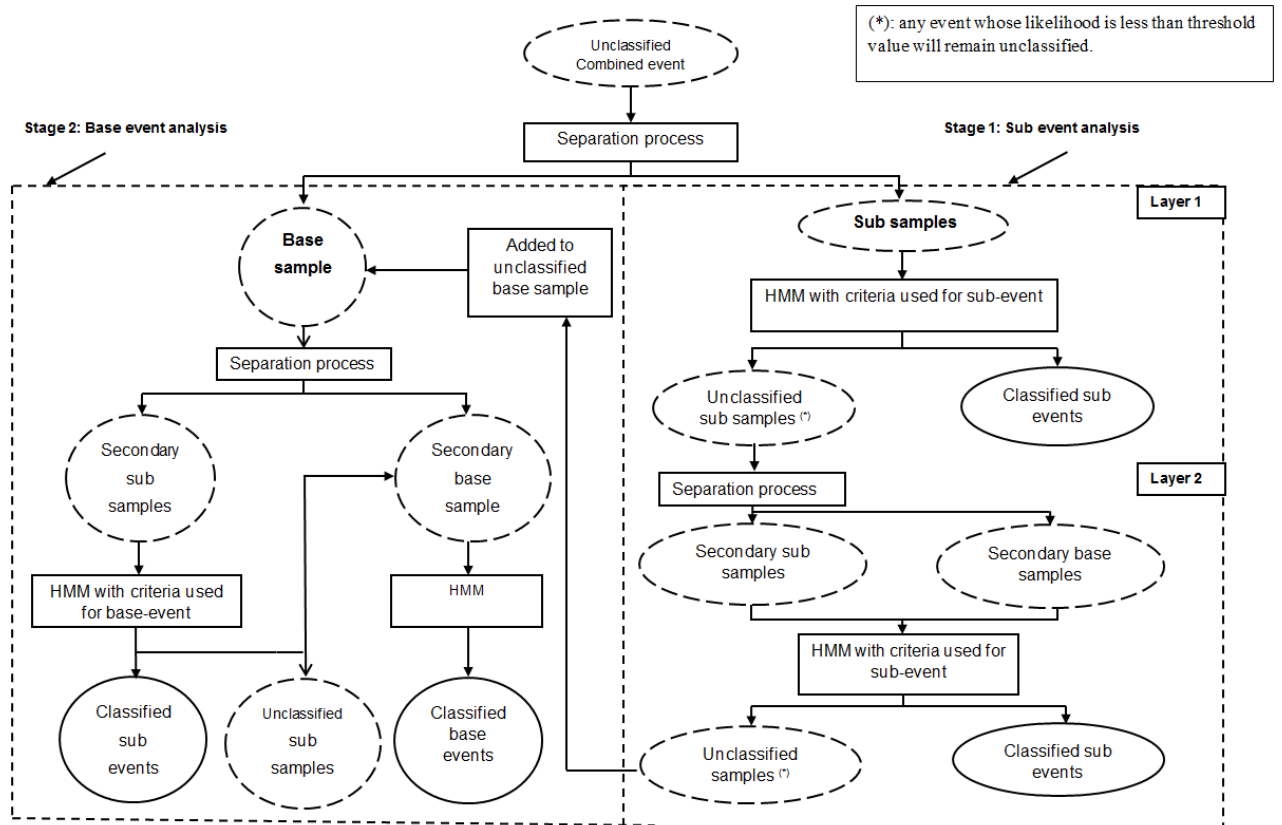 (*): any event whose likelihood is less than threshold
value will remain unclassified.
Unclassified
Combined event
Stage 2: Base event analysis
Separation process
Stage 1: Sub event analysis
Layer 1
Base
sample
Added to
unclassified
base sample
Sub samples
HMM with criteria used for sub-event
Separation process
Unclassified
sub samples (*)
Classified sub
events
Secondary
sub
samples
Secondary
base
sample
Separation process
Layer 2
Secondary sub
samples
Secondary base
samples
HMM with criteria used
for base-event
HMM
HMM with criteria used for
sub-event
Classified
sub
events
Unclassified
sub
samples
Classified
base
events
Unclassified
samples (*)
Classified sub
events